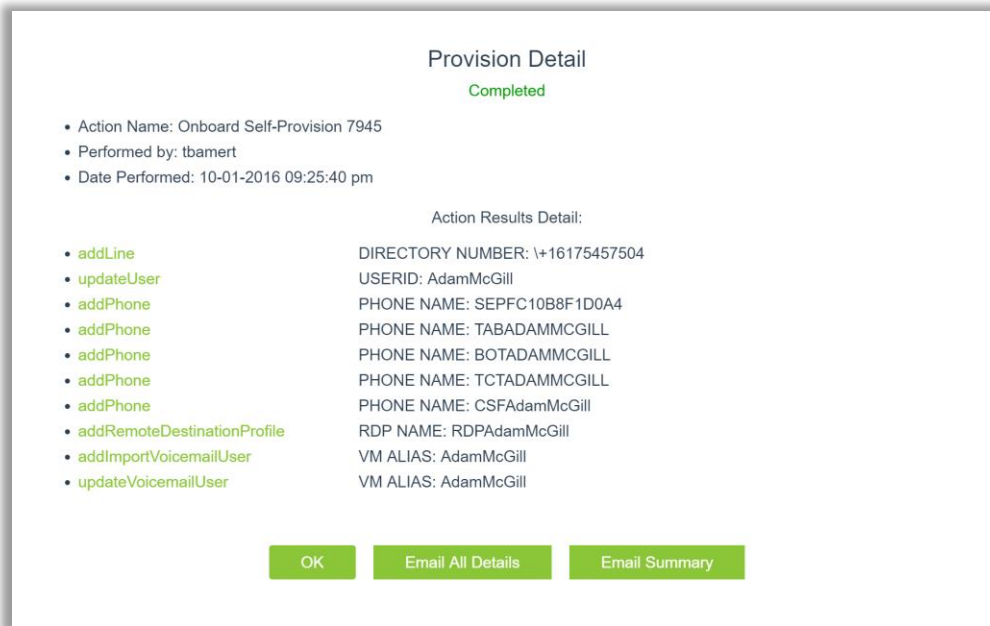 Provision Detail
Completed
• Action Name: Onboard Self-Provision 7945
• Performed by: tbamert
• Date Performed: 10-01-2016 09:25:40 pm
Action Results Detail:
• addLine DIRECTORY NUMBER: \+16175457504
• updateUser USERID: AdamMcGill
• addPhone PHONE NAME: SEPFC10B8F1D0A4
• addPhone PHONE NAME: TABADAMMCGILL
• addPhone PHONE NAME: BOTADAMMCGILL
• addPhone PHONE NAME: TCTADAMMCGILL
• addPhone PHONE NAME: CSFAdamMcGill
• addRemoteDestinationProfile RDP NAME: RDPAdamMcGill
• addImportVoicemailUser VM ALIAS: AdamMcGill
• updateVoicemailUser VM ALIAS: AdamMcGill
OK Email All Details Email Summary